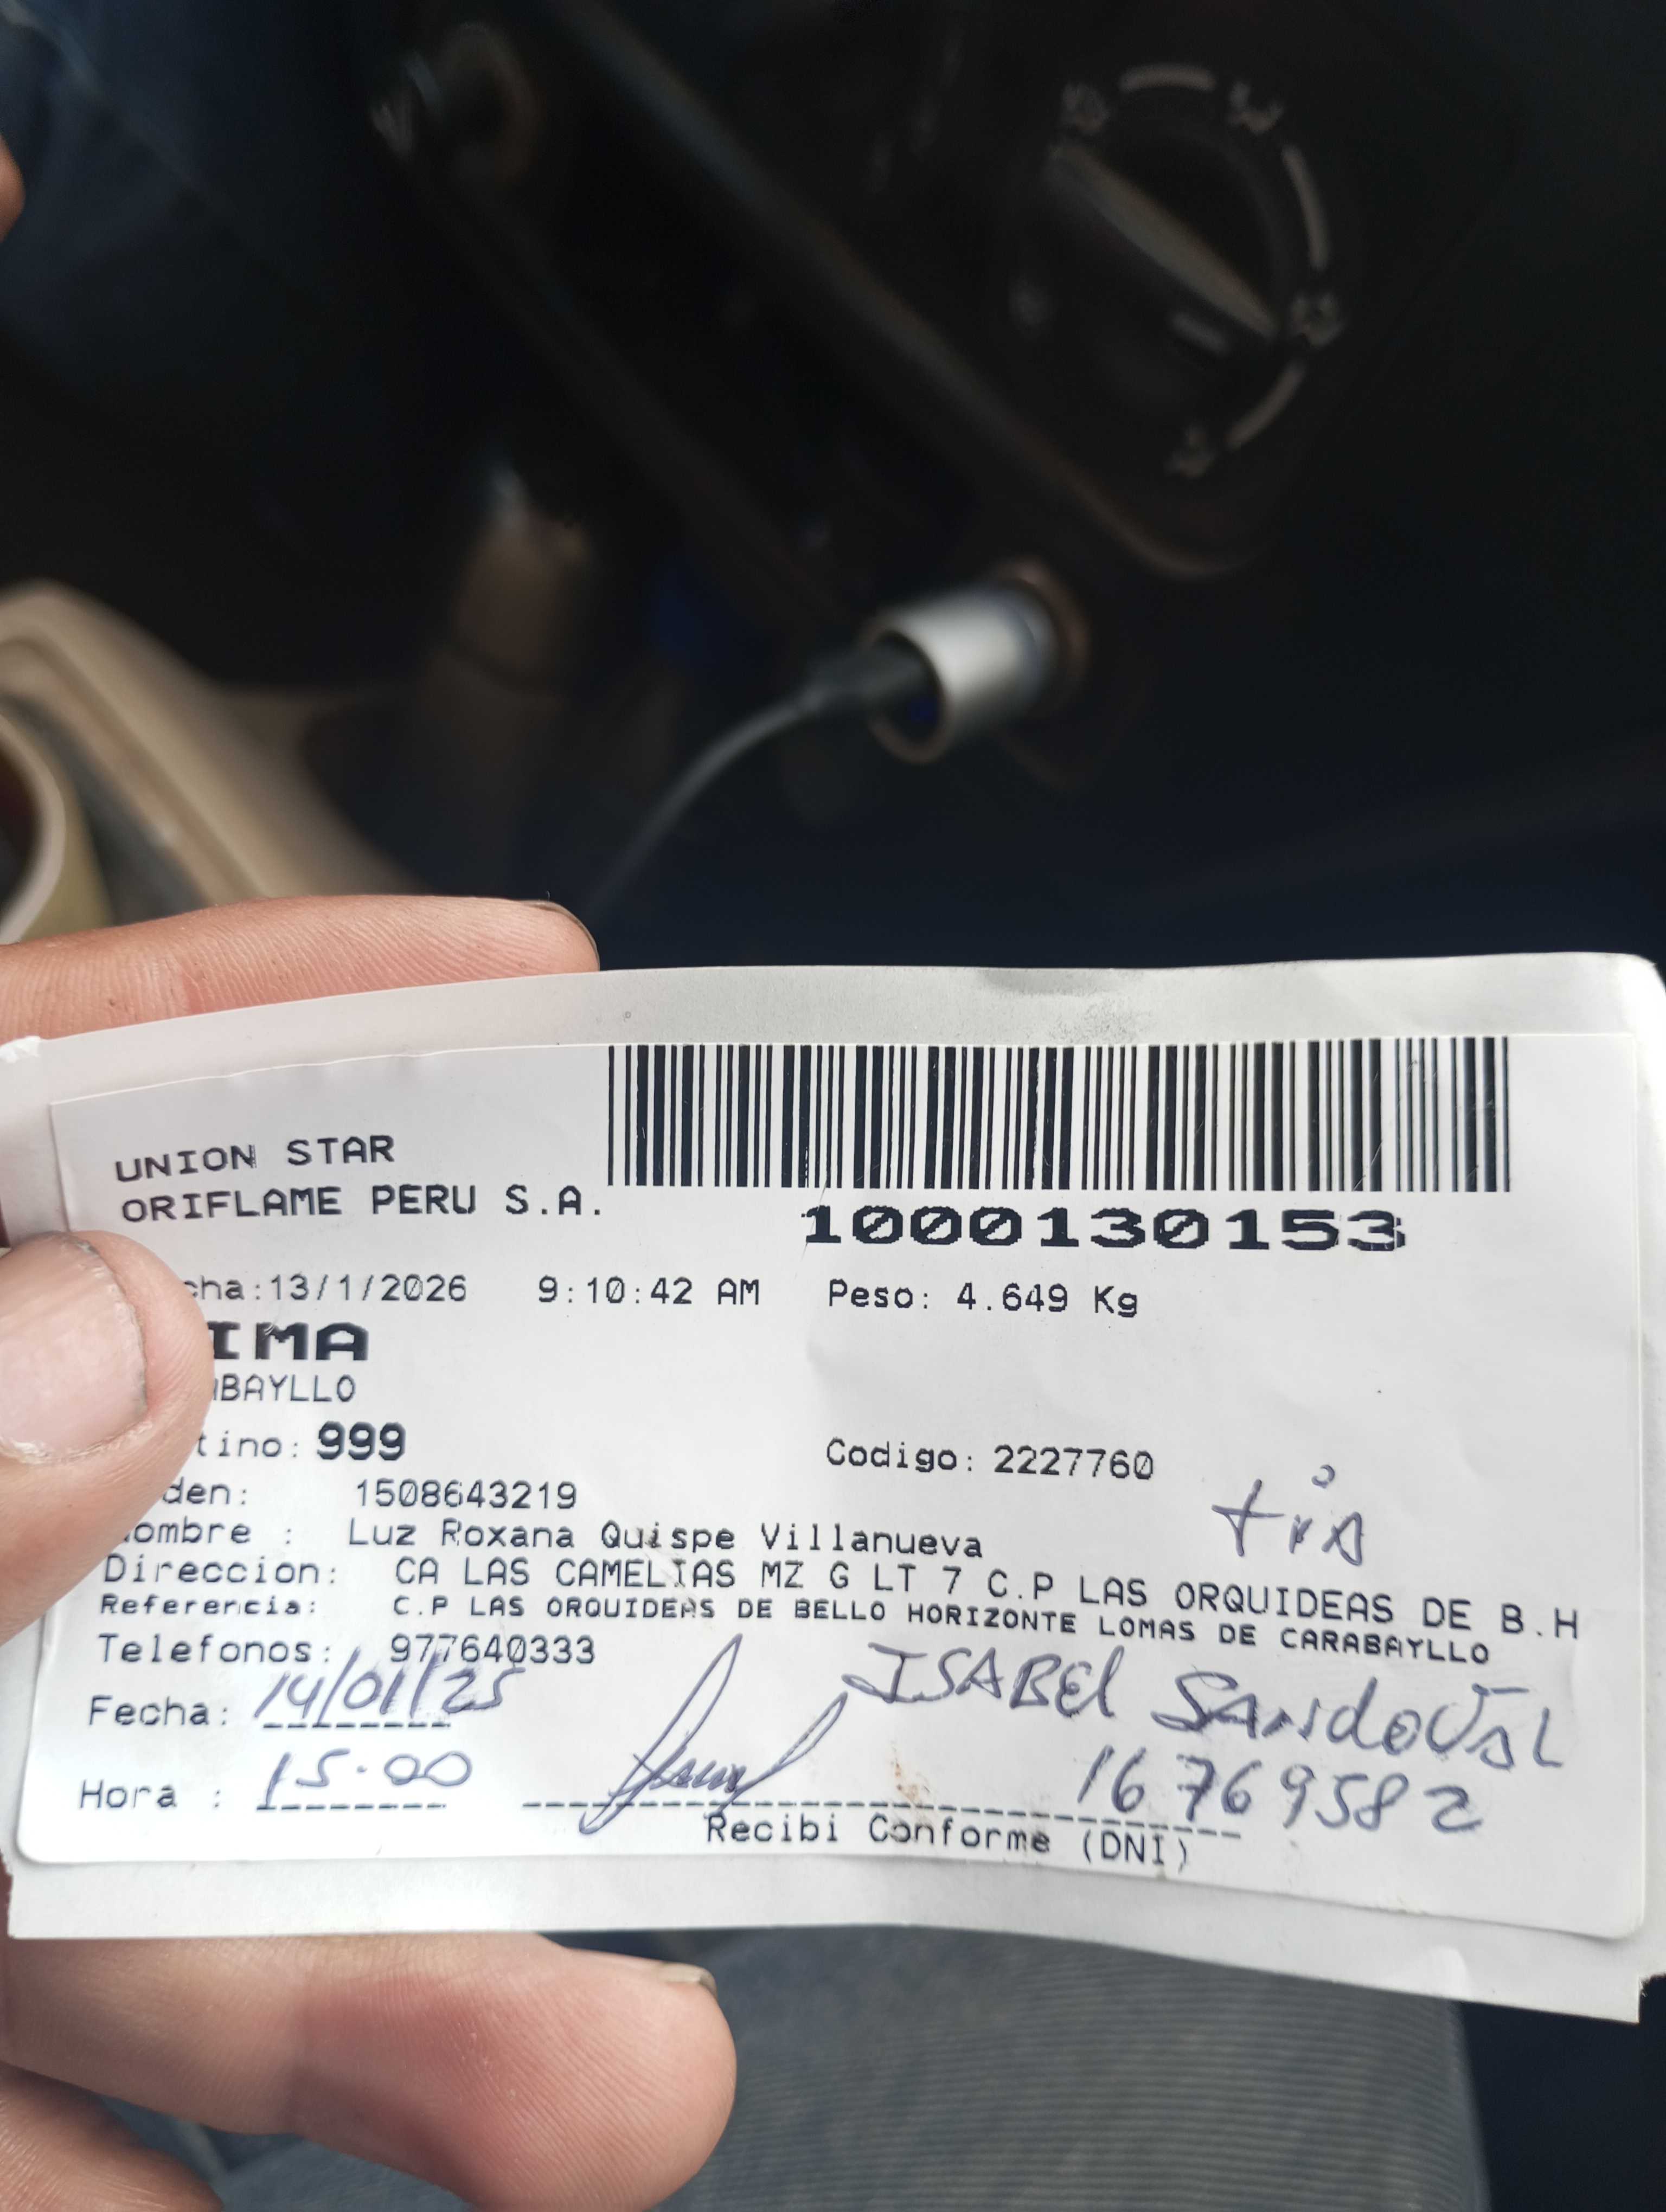 UNION STAR
ORIFLAME PERU S.A.
1000130153
cha:13/1/2026 9:10:42 AM Peso: 4.649 Kg
IMA
ABAYLLO
tino: 999 Codigo: 2227760
den: 1508643219
tía
ombre : Luz Roxana Quispe Villanueva
Direccion: CA LAS CAMELIAS MZ G LT 7 C.P LAS ORQUIDEAS DE B.H
Referencia: C.P LAS ORQUIDEAS DE BELLO HORIZONTE LOMAS DE CARABAYLLO
Telefonos: 977640333
Fecha: 14/01/25 ISABEl SANdoVAL
Hora : 15.00 16769582
Recibi Conforme (DNI)